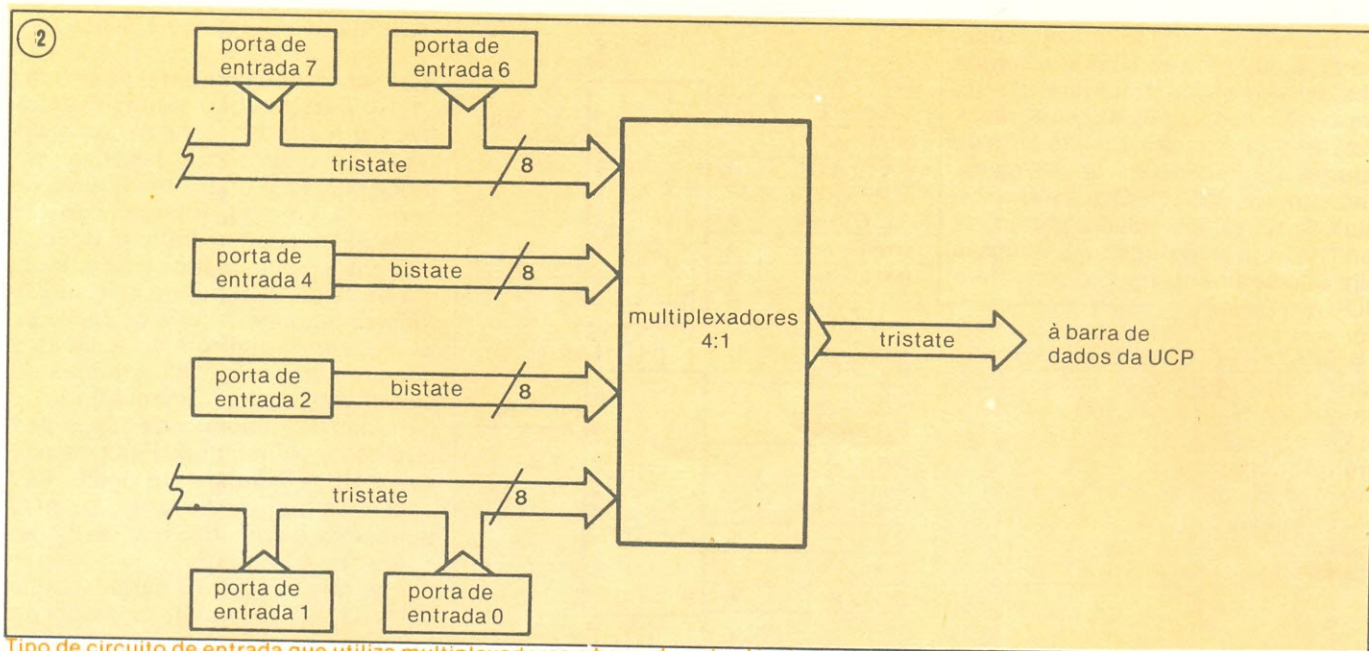 2
porta de
entrada 7
porta de
entrada 6
tristate
8
porta de
entrada 4
bistate
8
multiplexadores
4:1
tristate
à barra de
dados da UCP
porta de
entrada 2
bistate
8
tristate
8
porta de
entrada 1
porta de
entrada 0
Tipo de circuito de entrada que utiliza